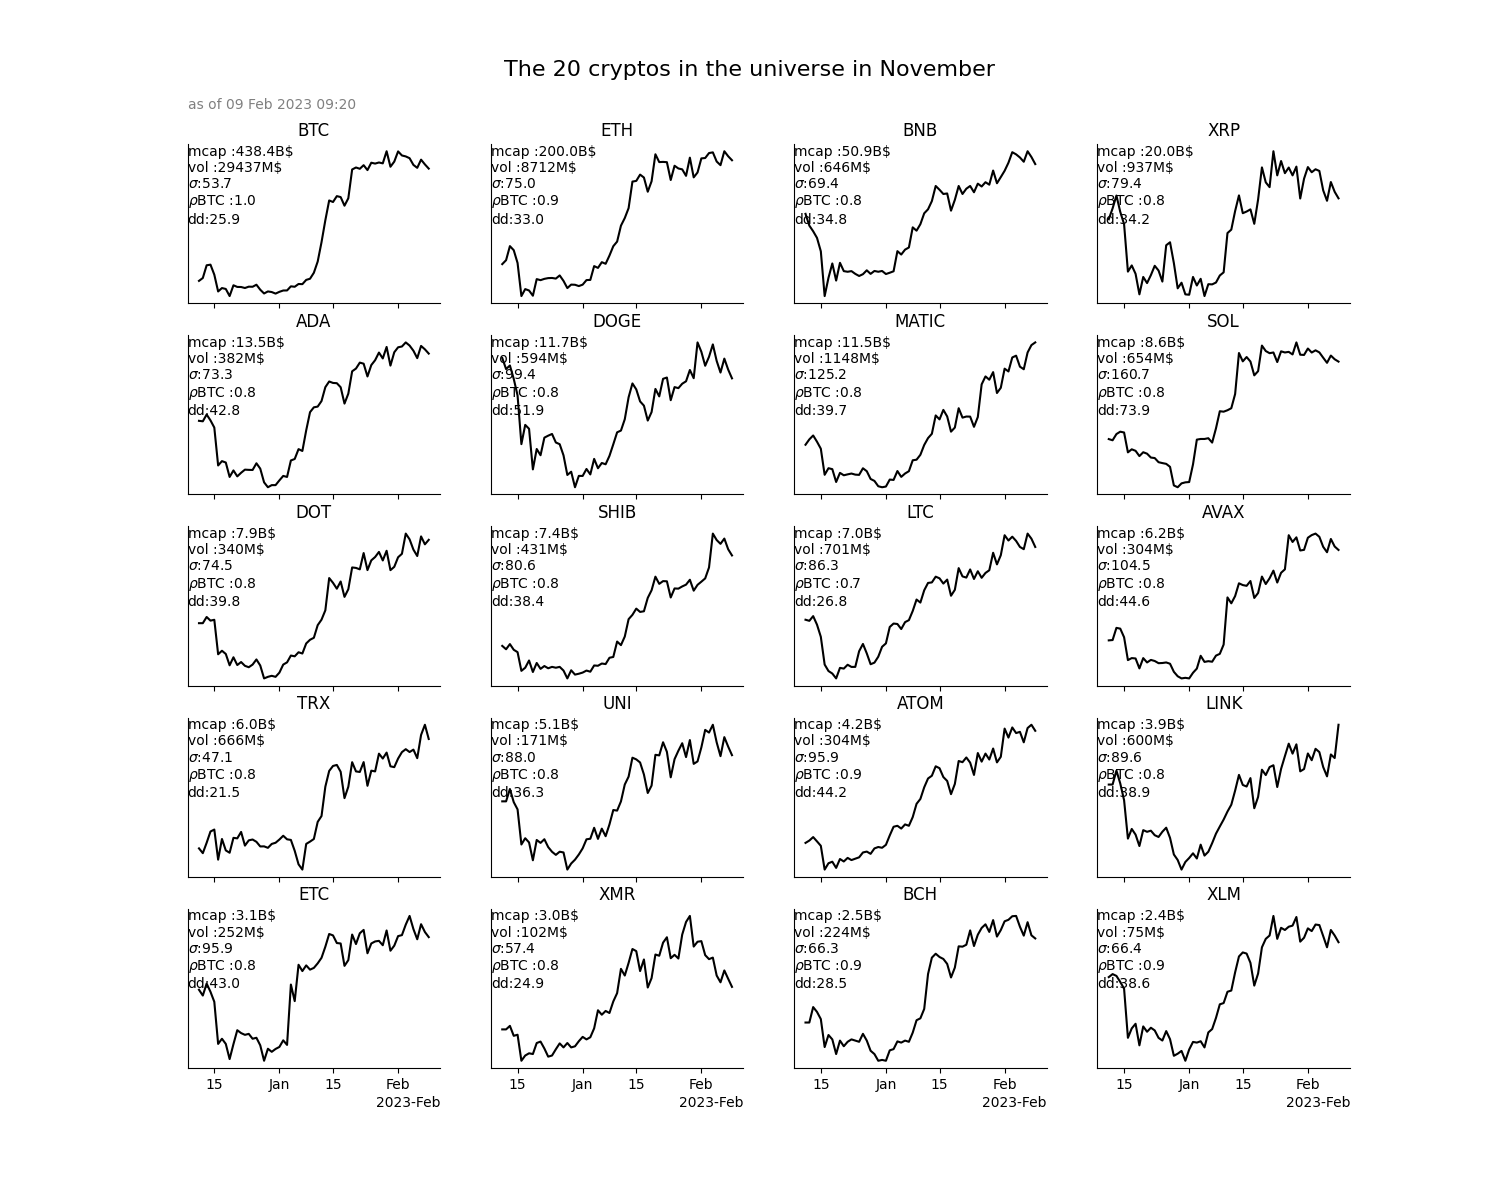 The 20 cryptos in the universe in November
as of 09 Feb 2023 09:20
BTC
mcap :438.4B$
vol :29437M$
σ:53.7
ρBTC :1.0
dd:25.9
ETH
mcap :200.0B$
vol :8712M$
σ:75.0
ρBTC :0.9
dd:33.0
BNB
mcap :50.9B$
vol :646M$
σ:69.4
ρBTC :0.8
dd:34.8
XRP
mcap :20.0B$
vol :937M$
σ:79.4
ρBTC :0.8
dd:34.2
ADA
mcap :13.5B$
vol :382M$
σ:73.3
ρBTC :0.8
dd:42.8
DOGE
mcap :11.7B$
vol :594M$
σ:99.4
ρBTC :0.8
dd:51.9
MATIC
mcap :11.5B$
vol :1148M$
σ:125.2
ρBTC :0.8
dd:39.7
SOL
mcap :8.6B$
vol :654M$
σ:160.7
ρBTC :0.8
dd:73.9
DOT
mcap :7.9B$
vol :340M$
σ:74.5
ρBTC :0.8
dd:39.8
SHIB
mcap :7.4B$
vol :431M$
σ:80.6
ρBTC :0.8
dd:38.4
LTC
mcap :7.0B$
vol :701M$
σ:86.3
ρBTC :0.7
dd:26.8
AVAX
mcap :6.2B$
vol :304M$
σ:104.5
ρBTC :0.8
dd:44.6
TRX
mcap :6.0B$
vol :666M$
σ:47.1
ρBTC :0.8
dd:21.5
UNI
mcap :5.1B$
vol :171M$
σ:88.0
ρBTC :0.8
dd:36.3
ATOM
mcap :4.2B$
vol :304M$
σ:95.9
ρBTC :0.9
dd:44.2
LINK
mcap :3.9B$
vol :600M$
σ:89.6
ρBTC :0.8
dd:38.9
ETC
mcap :3.1B$
vol :252M$
σ:95.9
ρBTC :0.8
dd:43.0
XMR
mcap :3.0B$
vol :102M$
σ:57.4
ρBTC :0.8
dd:24.9
BCH
mcap :2.5B$
vol :224M$
σ:66.3
ρBTC :0.9
dd:28.5
XLM
mcap :2.4B$
vol :75M$
σ:66.4
ρBTC :0.9
dd:38.6
15 Jan 15 Feb
2023-Feb
15 Jan 15 Feb
2023-Feb
15 Jan 15 Feb
2023-Feb
15 Jan 15 Feb
2023-Feb